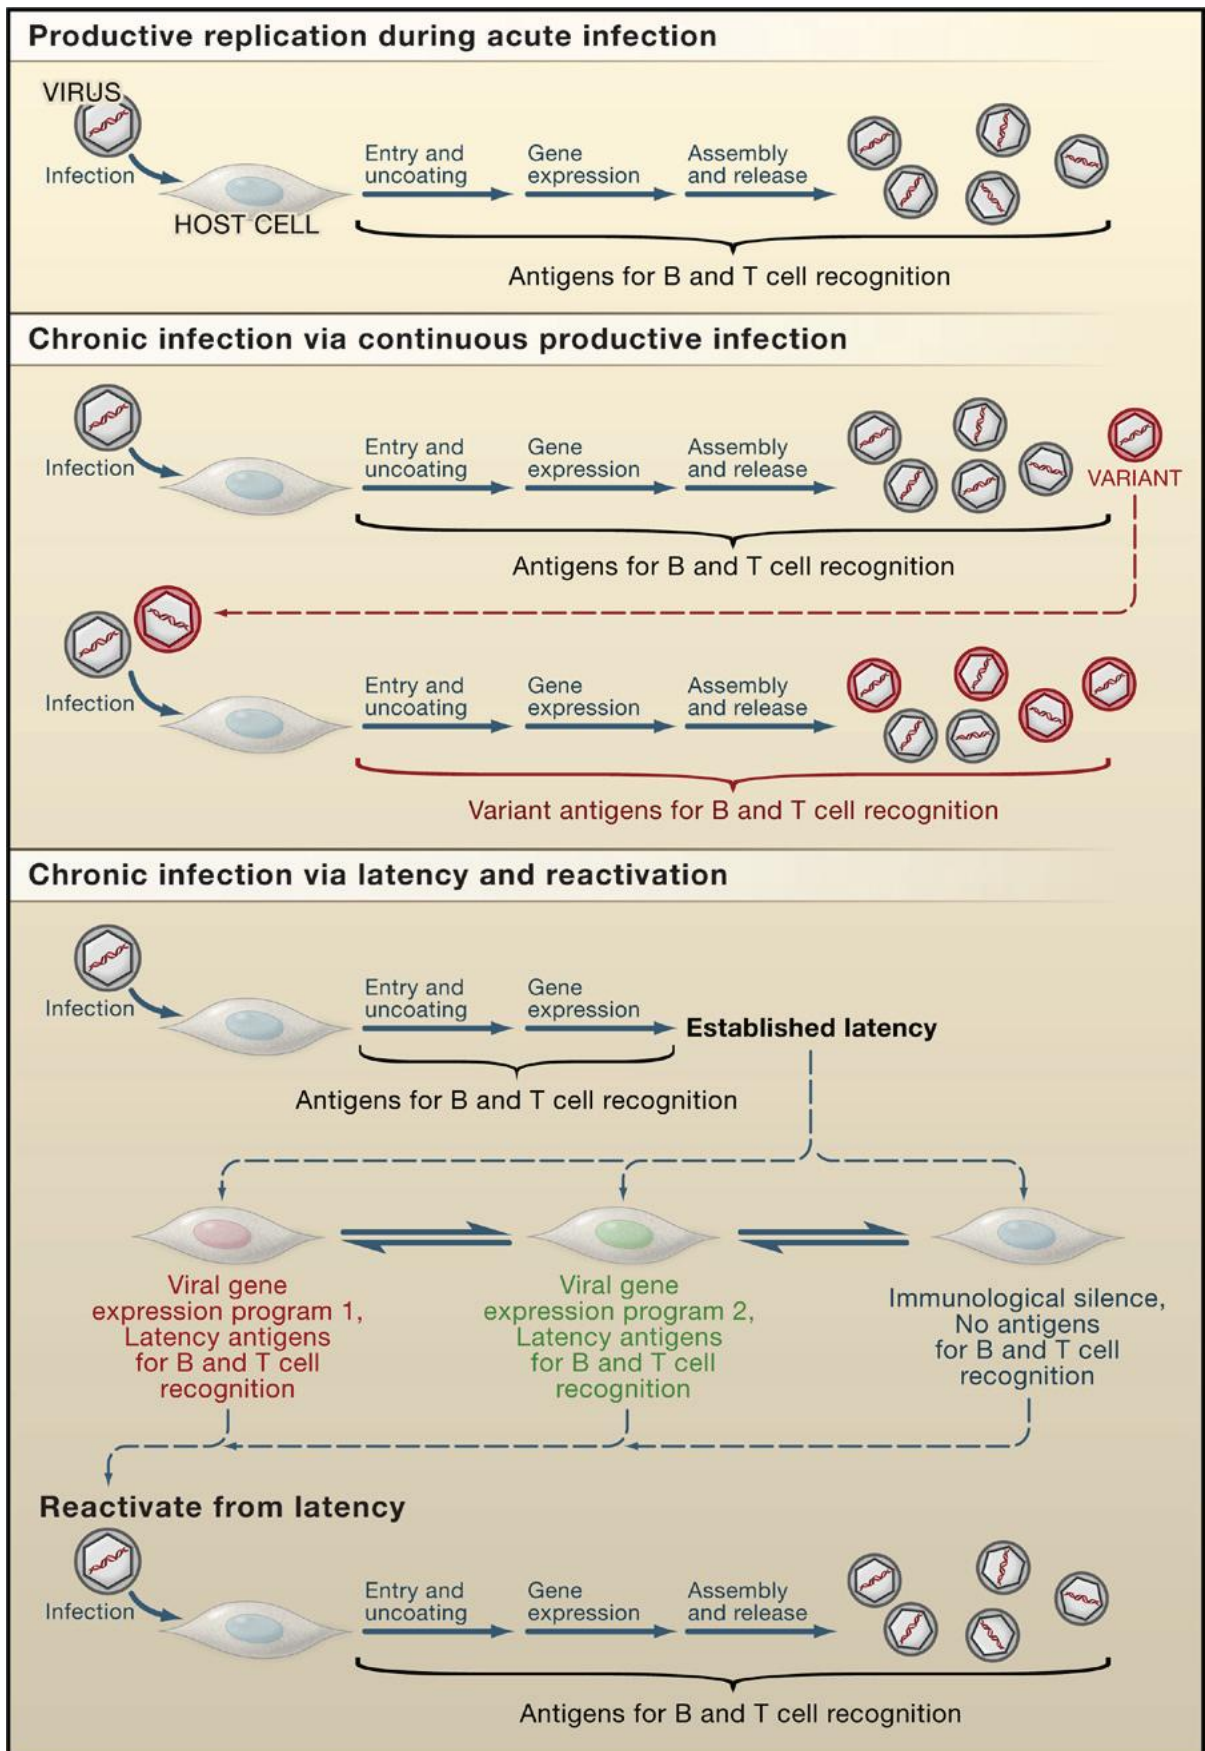 Productive replication during acute infection
VIRUS
Infection
HOST CELL
Entry and
uncoating
Gene
expression
Assembly
and release
Antigens for B and T cell recognition
Chronic infection via continuous productive infection
Infection
Entry and
uncoating
Gene
expression
Assembly
and release
VARIANT
Antigens for B and T cell recognition
Infection
Entry and
uncoating
Gene
expression
Assembly
and release
Variant antigens for B and T cell recognition
Chronic infection via latency and reactivation
Infection
Entry and
uncoating
Gene
expression
Established latency
Antigens for B and T cell recognition
Viral gene
expression program 1,
Latency antigens
for B and T cell
recognition
Viral gene
expression program 2,
Latency antigens
for B and T cell
recognition
Immunological silence,
No antigens
for B and T cell
recognition
Reactivate from latency
Infection
Entry and
uncoating
Gene
expression
Assembly
and release
Antigens for B and T cell recognition